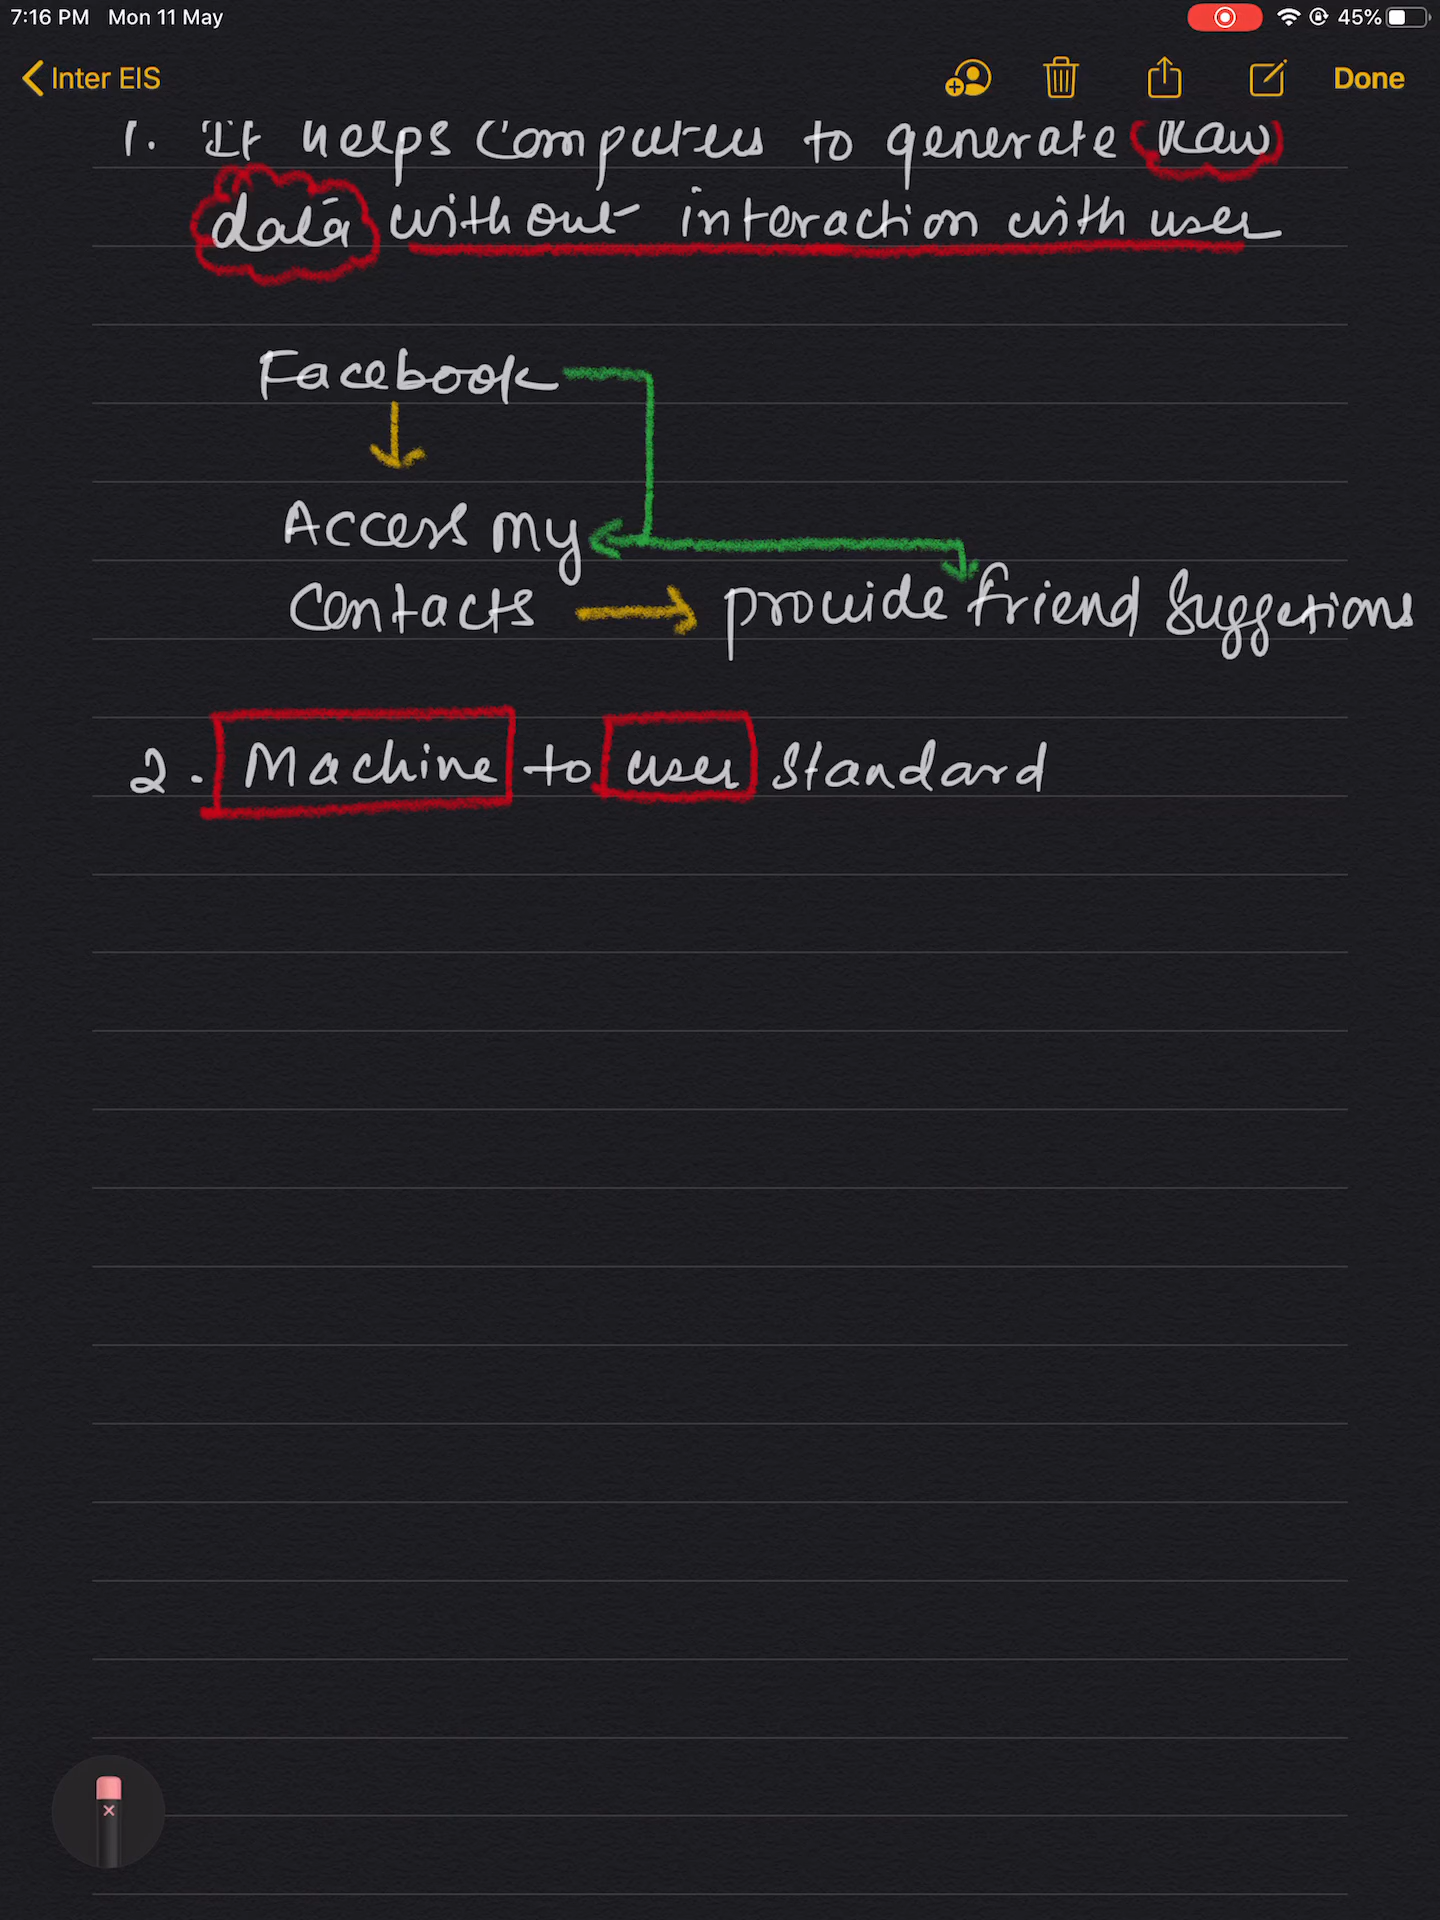 7:16 PM Mon 11 May 45%
Inter EIS Done
1. It helps Computers to generate Raw
data without interaction with user
Facebook
Access my
Contacts → provide friend Suggestions
2. Machine to user Standard